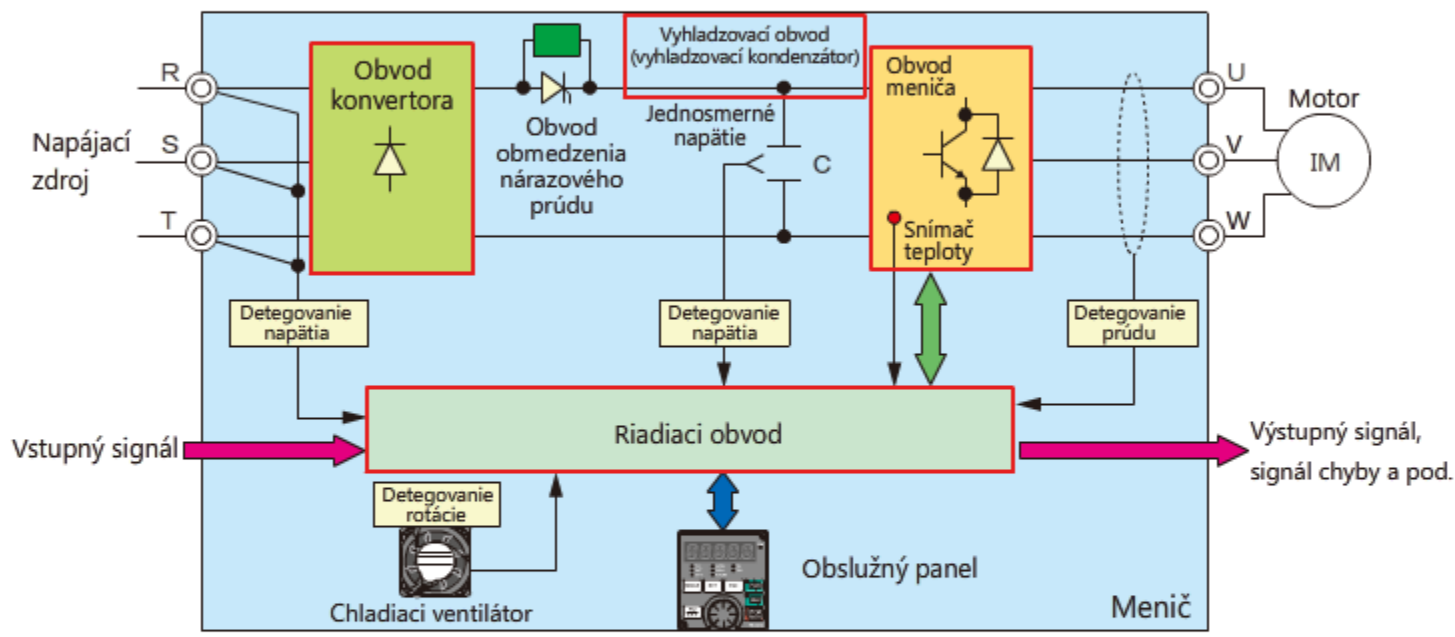 Vyhladzovací obvod
(vyhladzovací kondenzátor)
R
Obvod
konvertora
Obvod
meniča
U
Motor
Jednosmerné
napätie
Obvod
obmedzenia
nárazového
prúdu
Napájací
zdroj
S
C
V
IM
T
Snímač
teploty
W
Detegovanie
napätia
Detegovanie
napätia
Detegovanie
prúdu
Vstupný signál
Riadiaci obvod
Výstupný signál,
signál chyby a pod.
Detegovanie
rotácie
Chladiaci ventilátor
Obslužný panel
Menič